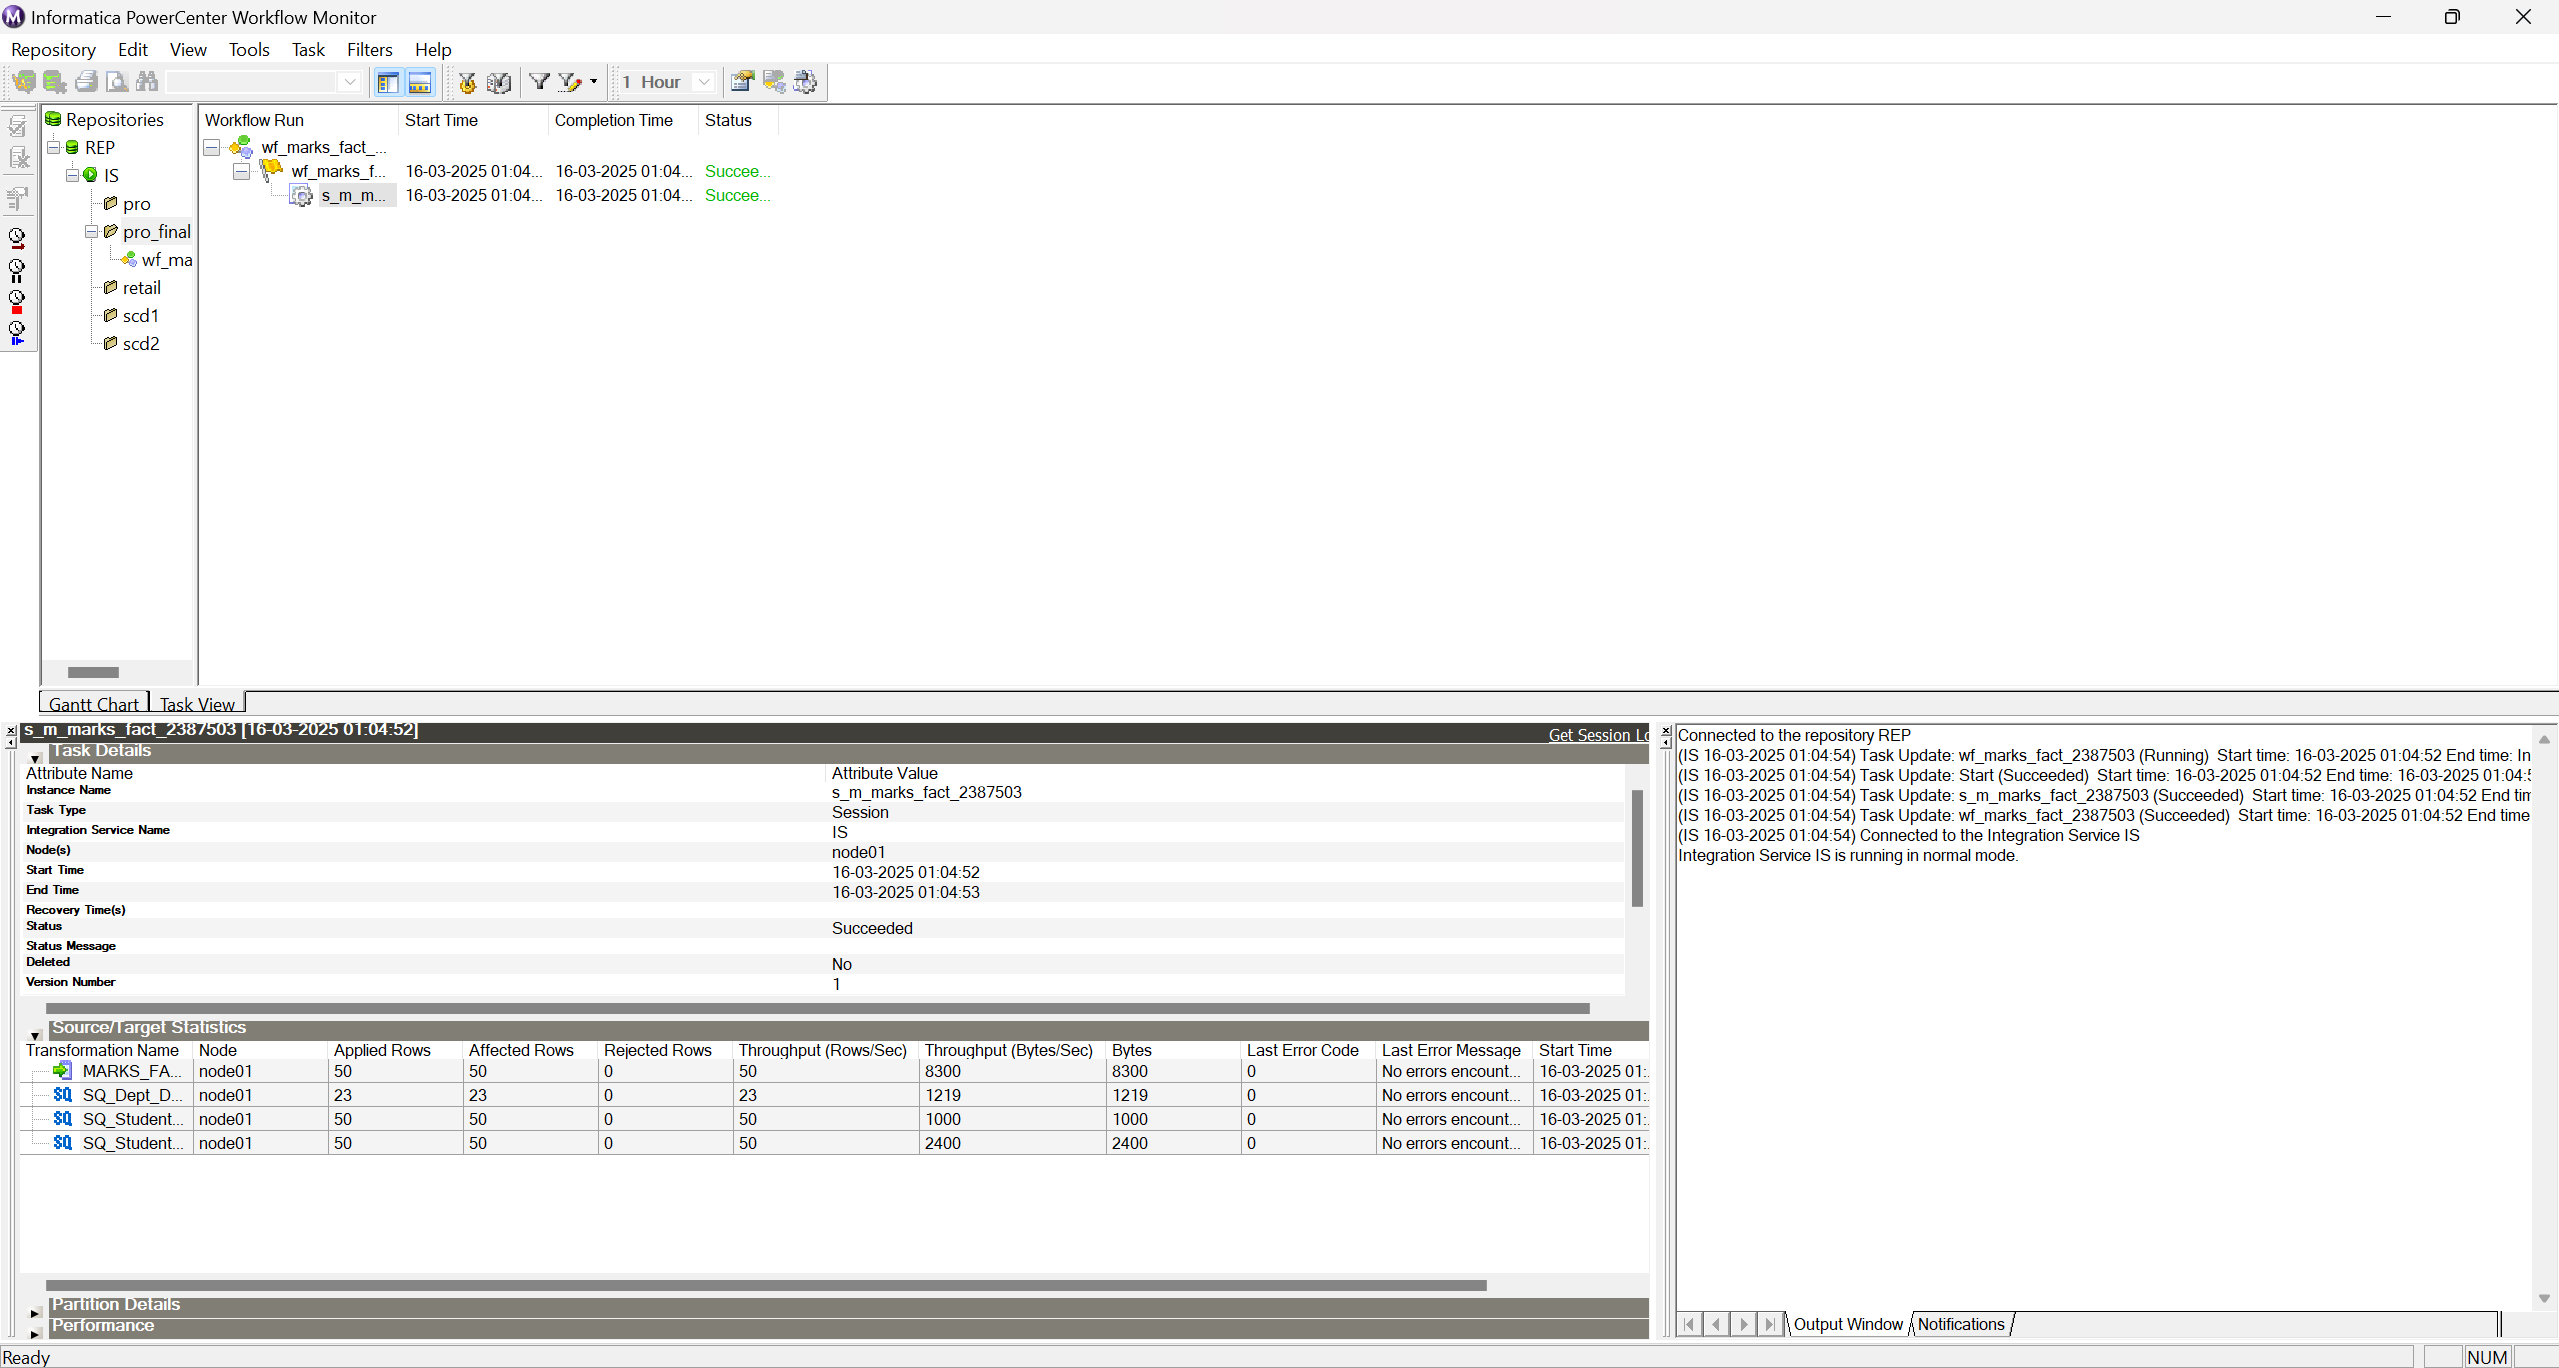 Informatica PowerCenter Workflow Monitor
Repository Edit View Tools Task Filters Help
1 Hour
Repositories
REP
IS
pro
pro_final
wf_ma
retail
scd1
scd2
Workflow Run Start Time Completion Time Status
wf_marks_fact_...
wf_marks_f... 16-03-2025 01:04... 16-03-2025 01:04... Succee...
s_m_m... 16-03-2025 01:04... 16-03-2025 01:04... Succee...
Gantt Chart Task View
s_m_marks_fact_2387503 [16-03-2025 01:04:52] Get Session Lo
Task Details
Attribute Name Attribute Value
Instance Name s_m_marks_fact_2387503
Task Type Session
Integration Service Name IS
Node(s) node01
Start Time 16-03-2025 01:04:52
End Time 16-03-2025 01:04:53
Recovery Time(s)
Status Succeeded
Status Message
Deleted No
Version Number 1
Source/Target Statistics
Transformation Name Node Applied Rows Affected Rows Rejected Rows Throughput (Rows/Sec) Throughput (Bytes/Sec) Bytes Last Error Code Last Error Message Start Time
MARKS_FA... node01 50 50 0 50 8300 8300 0 No errors encount... 16-03-2025 01:.
SQ SQ_Dept_D... node01 23 23 0 23 1219 1219 0 No errors encount... 16-03-2025 01:.
SQ SQ_Student... node01 50 50 0 50 1000 1000 0 No errors encount... 16-03-2025 01:.
SQ SQ_Student... node01 50 50 0 50 2400 2400 0 No errors encount... 16-03-2025 01:.
Partition Details
Performance
Connected to the repository REP
(IS 16-03-2025 01:04:54) Task Update: wf_marks_fact_2387503 (Running) Start time: 16-03-2025 01:04:52 End time: In
(IS 16-03-2025 01:04:54) Task Update: Start (Succeeded) Start time: 16-03-2025 01:04:52 End time: 16-03-2025 01:04:5
(IS 16-03-2025 01:04:54) Task Update: s_m_marks_fact_2387503 (Succeeded) Start time: 16-03-2025 01:04:52 End tim
(IS 16-03-2025 01:04:54) Task Update: wf_marks_fact_2387503 (Succeeded) Start time: 16-03-2025 01:04:52 End time
(IS 16-03-2025 01:04:54) Connected to the Integration Service IS
Integration Service IS is running in normal mode.
Output Window Notifications
Ready NUM